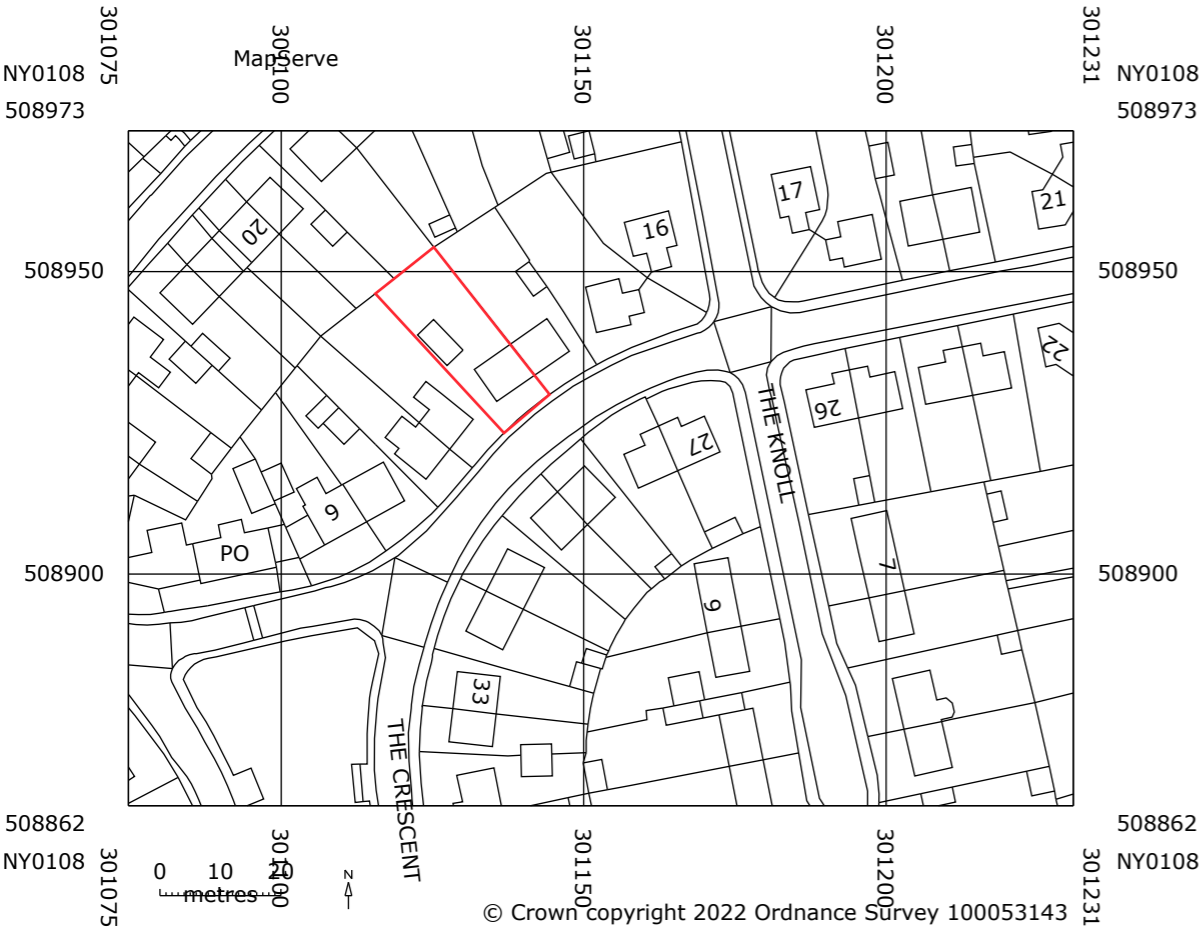 301075
301100
301150
301200
301231
MapServe
NY0108
NY0108
508973
508973
17
21
20
16
508950
508950
22
26
27
THE KNOLL
9
PO
7
508900
508900
9
33
THE CRESCENT
508862
508862
NY0108
NY0108
301075
301100
301150
301200
301231
0 10 20
metres
N
© Crown copyright 2022 Ordnance Survey 100053143